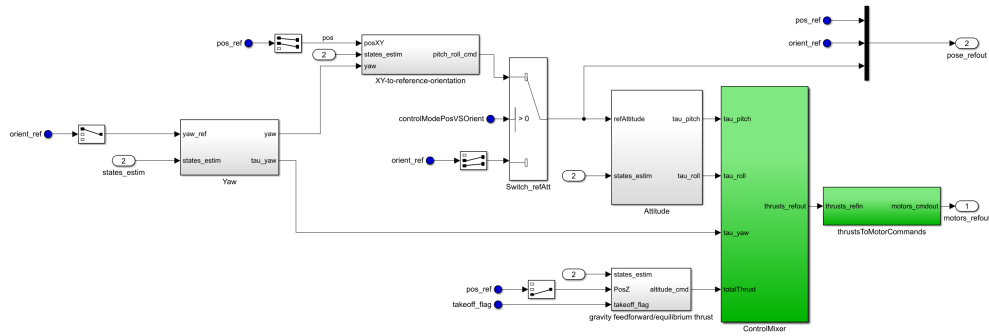 pos_ref
orient_ref
2
pose_refout
pos_ref
pos
posXY
states_estim
yaw
pitch_roll_cmd
2
XY-to-reference-orientation
orient_ref
yaw_ref
states_estim
yaw
tau_yaw
2
states_estim
Yaw
controlModePosVSOrient
> 0
orient_ref
Switch_refAtt
refAttitude
states_estim
tau_pitch
tau_roll
2
Attitude
tau_pitch
tau_roll
tau_yaw
totalThrust
thrusts_refout
ControlMixer
thrusts_refin
motors_cmdout
thrustsToMotorCommands
1
motors_refout
2
pos_ref
takeoff_flag
states_estim
PosZ
takeoff_flag
altitude_cmd
gravity feedforward/equilibrium thrust